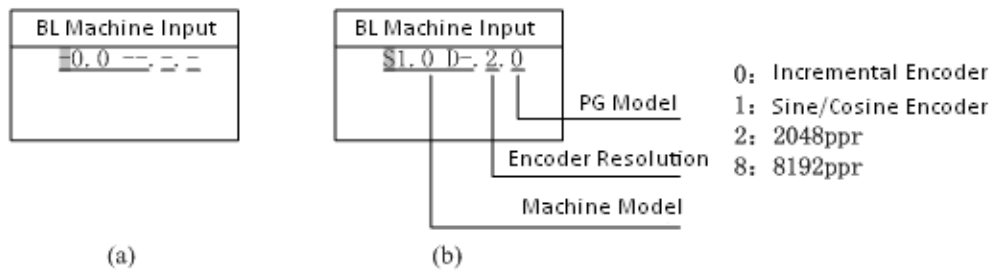 BL Machine Input
-0.0 --.-.-
(a)
BL Machine Input
S1.0 D-.2.0
PG Model
Encoder Resolution
Machine Model
(b)
0: Incremental Encoder
1: Sine/Cosine Encoder
2: 2048ppr
8: 8192ppr